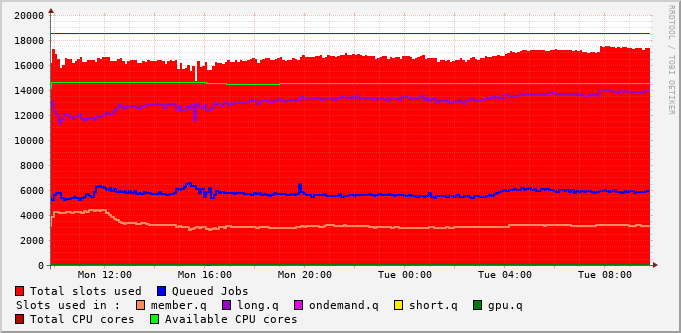 20000
18000
16000
14000
12000
10000
8000
6000
4000
2000
0
Mon 12:00 Mon 16:00 Mon 20:00 Tue 00:00 Tue 04:00 Tue 08:00
Total slots used Queued Jobs
Slots used in : member.q long.q ondemand.q short.q gpu.q
Total CPU cores Available CPU cores
RRDTOOL / TOBI OETIKER